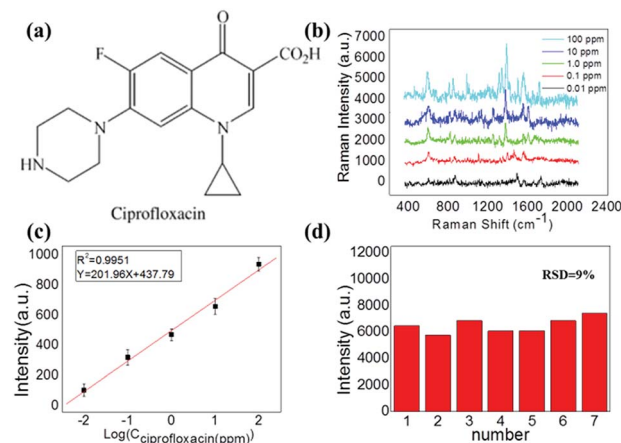 (a)
F
O
CO₂H
N
N
HN
Ciprofloxacin
(b)
Raman Intensity (a.u.)
7000
6000
5000
4000
3000
2000
1000
0
100 ppm
10 ppm
1.0 ppm
0.1 ppm
0.01 ppm
400 800 1200 1600 2000 2400
Raman Shift (cm⁻¹)
(c)
Intensity(a.u.)
1000
800
600
400
200
0
R²=0.9951
Y=201.96X+437.79
-2 -1 0 1 2
Log(Cciprofloxacin(ppm))
(d)
Intensity (a.u.)
12000
10000
8000
6000
4000
2000
0
RSD=9%
1 2 3 4 5 6 7
number